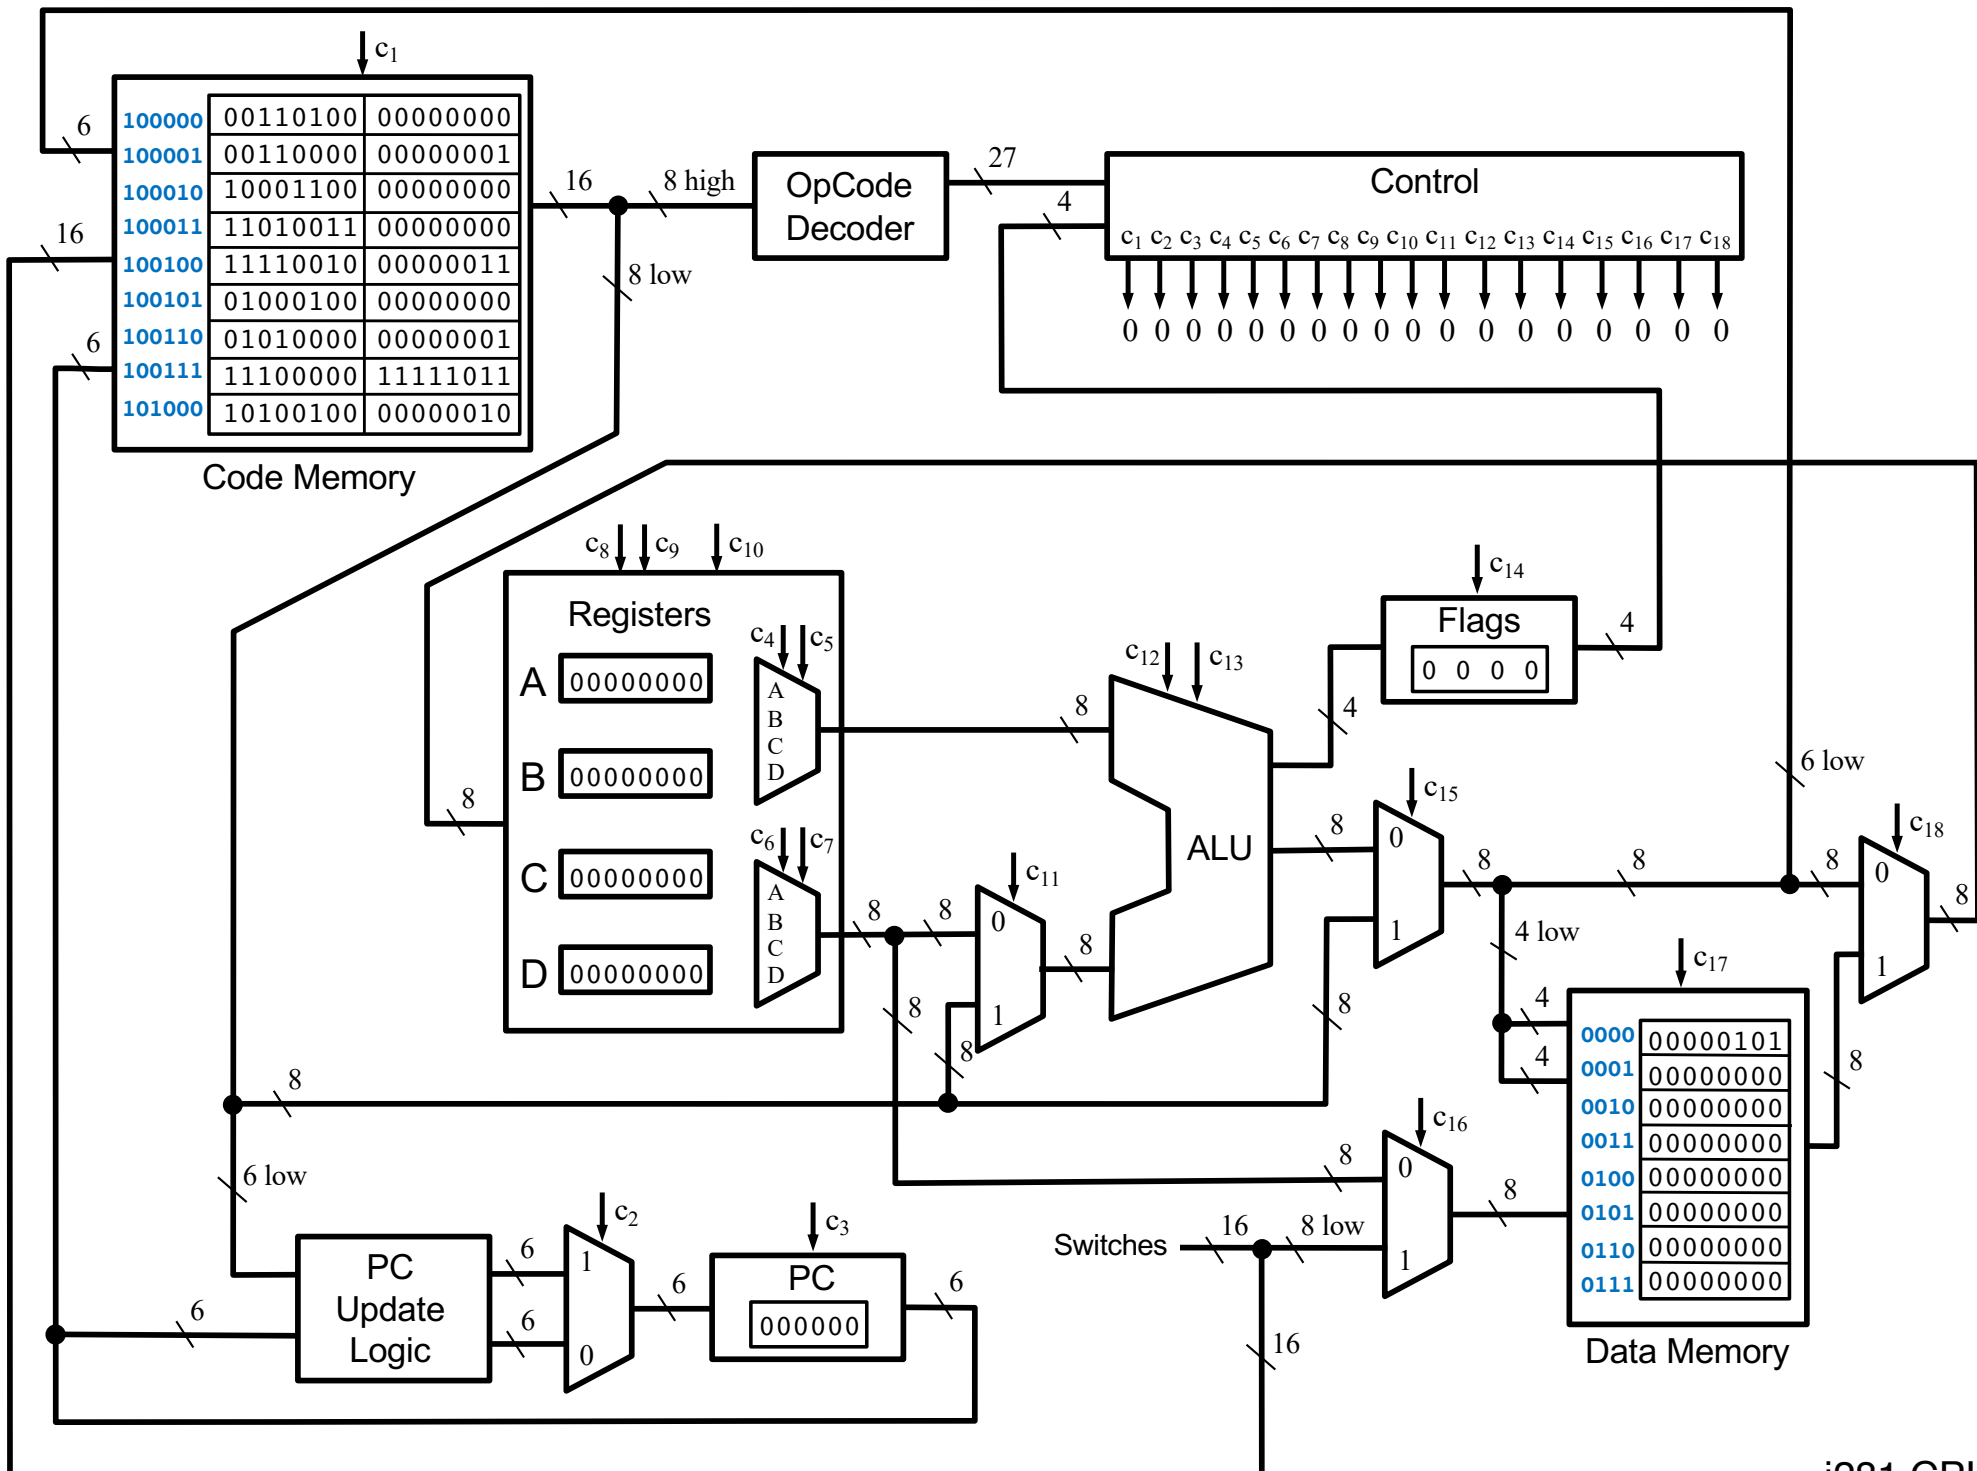 c1
100000 00110100 00000000
100001 00110000 00000001
100010 10001100 00000000
100011 11010011 00000000
100100 11110010 00000011
100101 01000100 00000000
100110 01010000 00000001
100111 11100000 11111011
101000 10100100 00000010
Code Memory
6
16
6
16
8 high
8 low
OpCode
Decoder
27
4
Control
c1 c2 c3 c4 c5 c6 c7 c8 c9 c10 c11 c12 c13 c14 c15 c16 c17 c18
0 0 0 0 0 0 0 0 0 0 0 0 0 0 0 0 0 0
c8 c9 c10
Registers
A 00000000
B 00000000
C 00000000
D 00000000
8
c4 c5
A
B
C
D
c6 c7
A
B
C
D
8
8
8
8
c11
0
1
8
8
c12 c13
ALU
4
8
c14
Flags
0 0 0 0
4
c15
0
1
8
8
8
6 low
8
4 low
4
4
c18
0
1
8
8
c17
0000 00000101
0001 00000000
0010 00000000
0011 00000000
0100 00000000
0101 00000000
0110 00000000
0111 00000000
Data Memory
8
6 low
6
PC
Update
Logic
6
6
c2
1
0
6
c3
PC
000000
6
Switches
16
8 low
16
8
c16
0
1
8